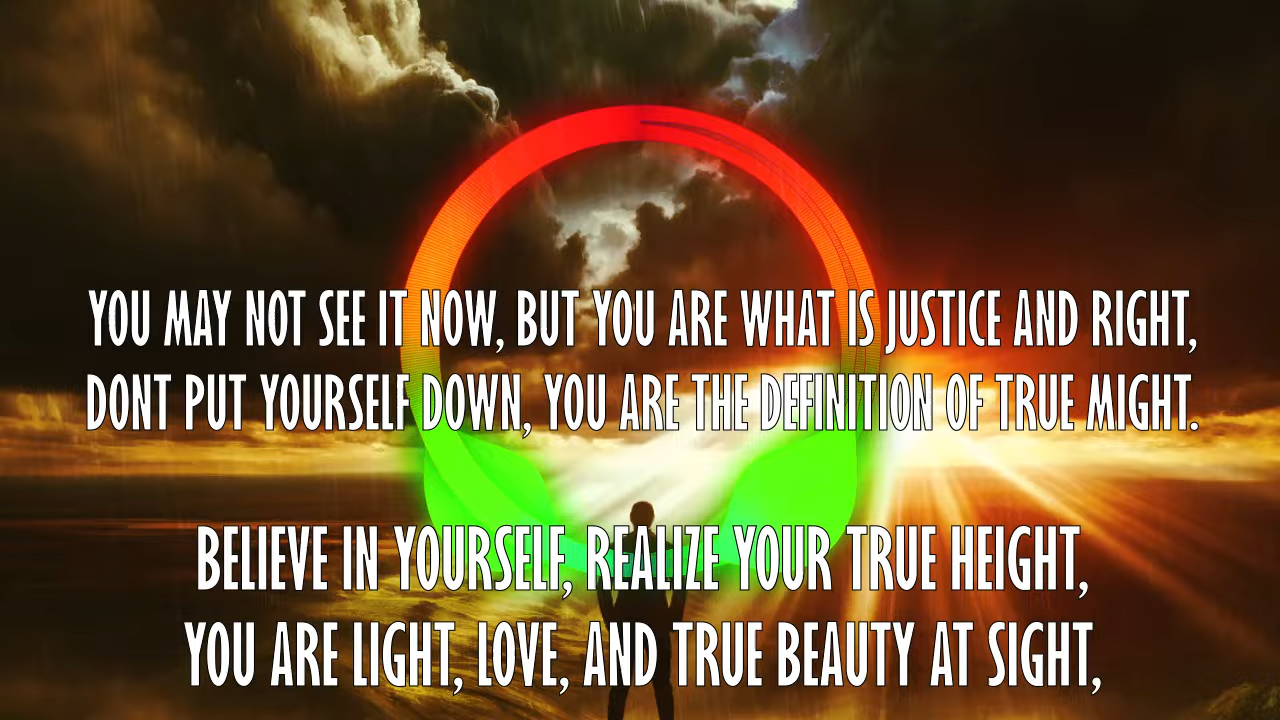 YOU MAY NOT SEE IT NOW, BUT YOU ARE WHAT IS JUSTICE AND RIGHT,
DONT PUT YOURSELF DOWN, YOU ARE THE DEFINITION OF TRUE MIGHT.
BELIEVE IN YOURSELF, REALIZE YOUR TRUE HEIGHT,
YOU ARE LIGHT, LOVE, AND TRUE BEAUTY AT SIGHT,